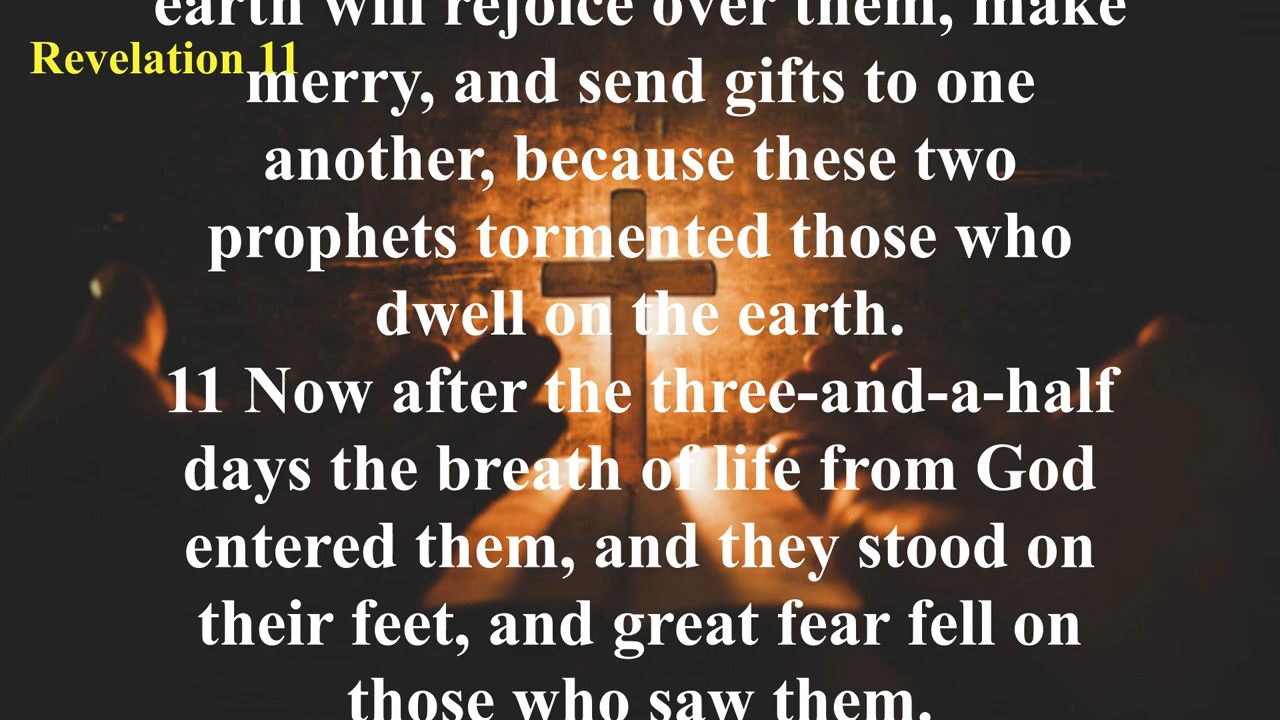 earth will rejoice over them, make
Revelation 11
merry, and send gifts to one
another, because these two
prophets tormented those who
dwell on the earth.
11 Now after the three-and-a-half
days the breath of life from God
entered them, and they stood on
their feet, and great fear fell on
those who saw them.